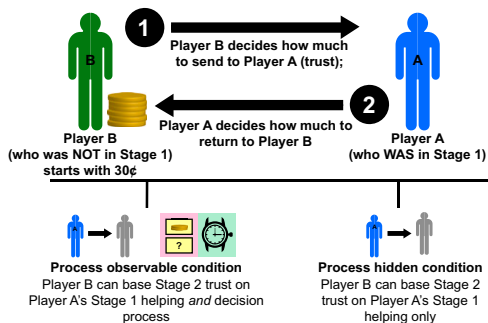 1
Player B decides how much
to send to Player A (trust);
B
A
2
Player A decides how much to
return to Player B
Player B
(who was NOT in Stage 1)
starts with 30¢
Player A
(who WAS in Stage 1)
A
?
A
Process observable condition
Player B can base Stage 2 trust on
Player A’s Stage 1 helping and decision
process
Process hidden condition
Player B can base Stage 2
trust on Player A’s Stage 1
helping only